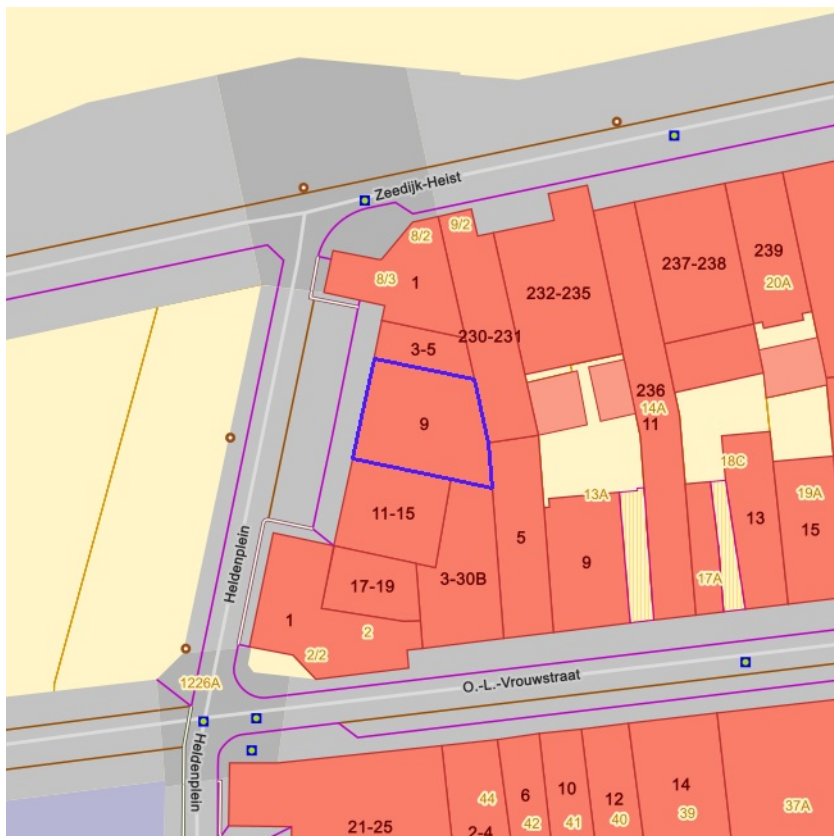 Zeedijk-Heist
8/2
9/2
8/3
1
232-235
237-238
239
20A
230-231
3-5
236
14A
11
9
18C
13A
19A
11-15
5
13
15
9
3-30B
17-19
17A
1
2
2/2
Heldenplein
1226A
O.-L.-Vrouwstraat
Heldenplein
44
6
10
12
14
42
41
40
39
37A
21-25
2-4